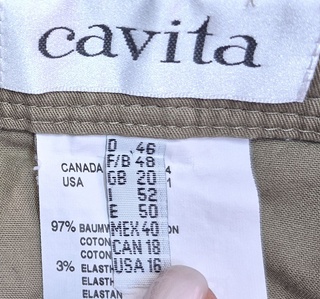 cavita
D 46
F/B 48
GB 20
I 52
E 50
MEX 40
CAN 18
USA 16
CANADA
USA
97% BAUMW
COTON
COTON
3% ELASTH
ELASTH
ELASTAN